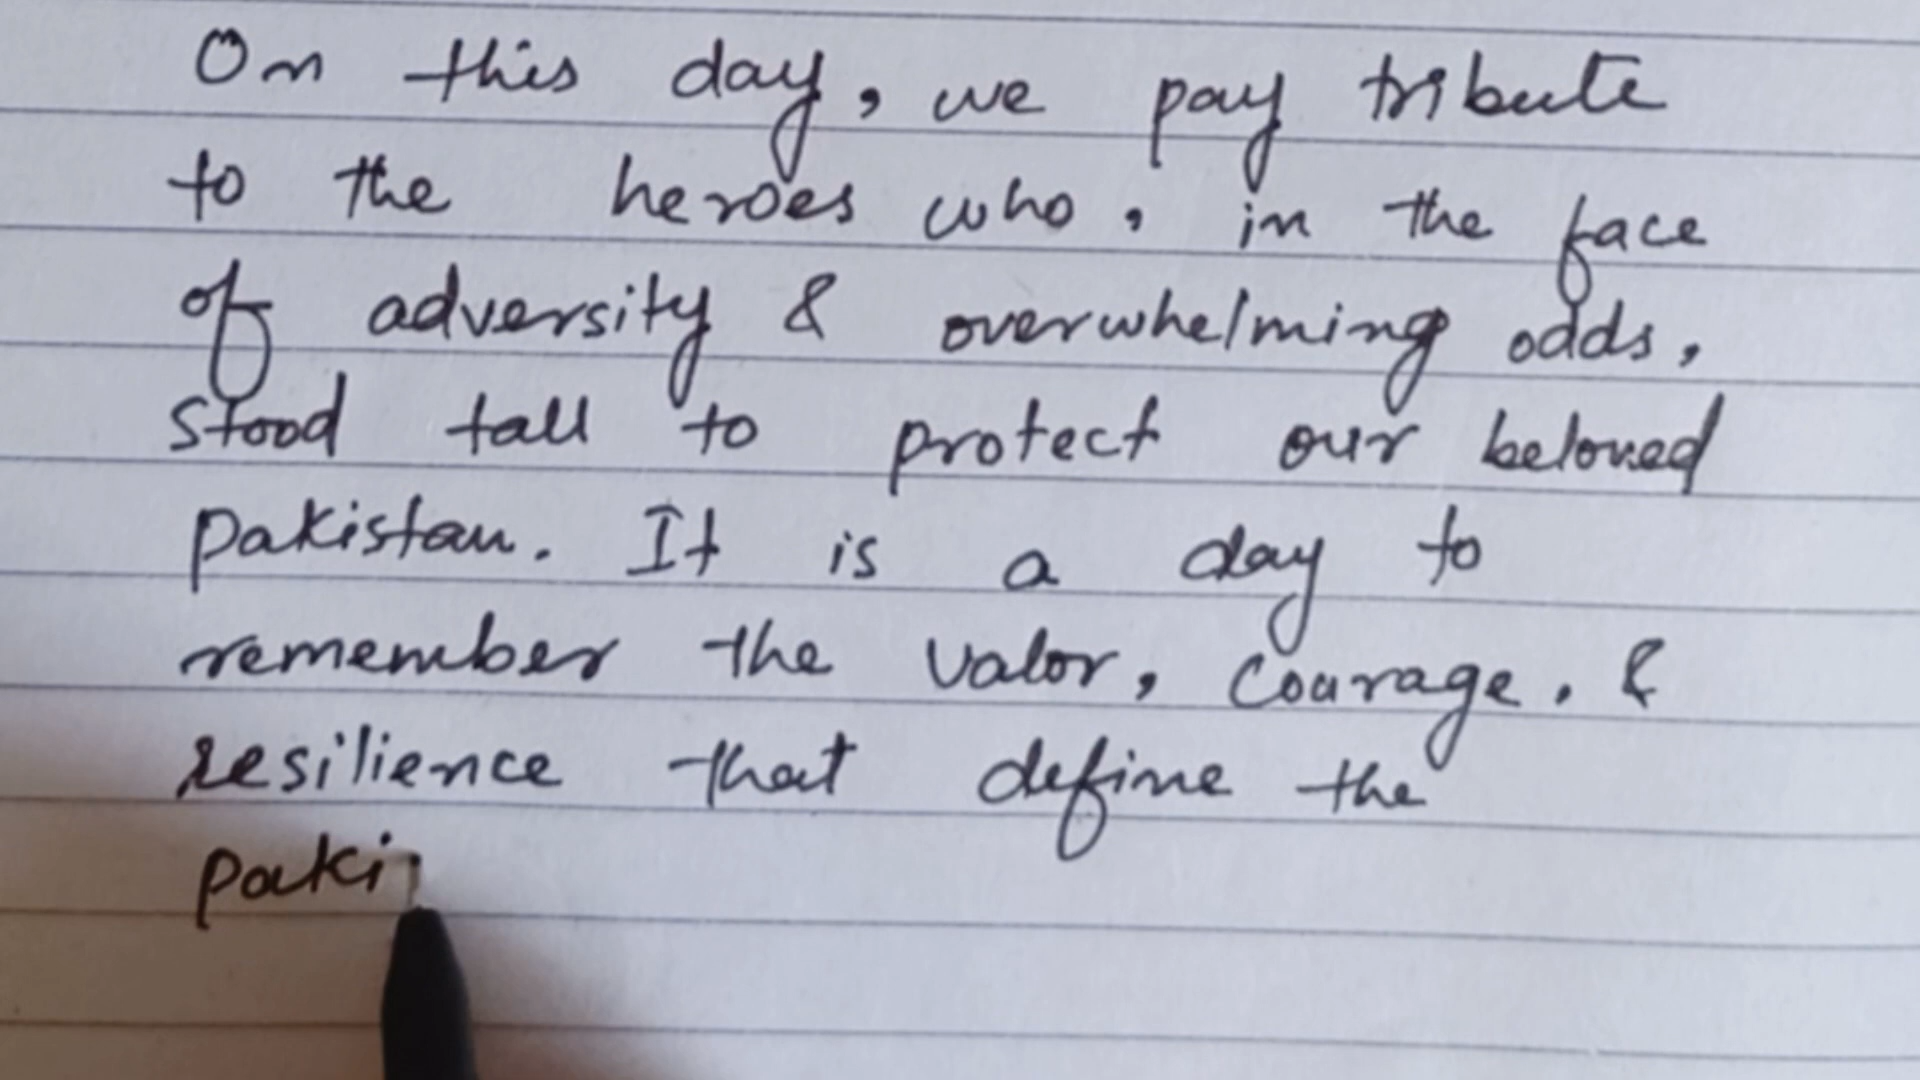 On this day, we pay tribute
to the heroes who, in the face
of adversity & overwhelming odds,
stood tall to protect our beloved
Pakistan. It is a day to
remember the valor, courage, &
resilience that define the
Paki